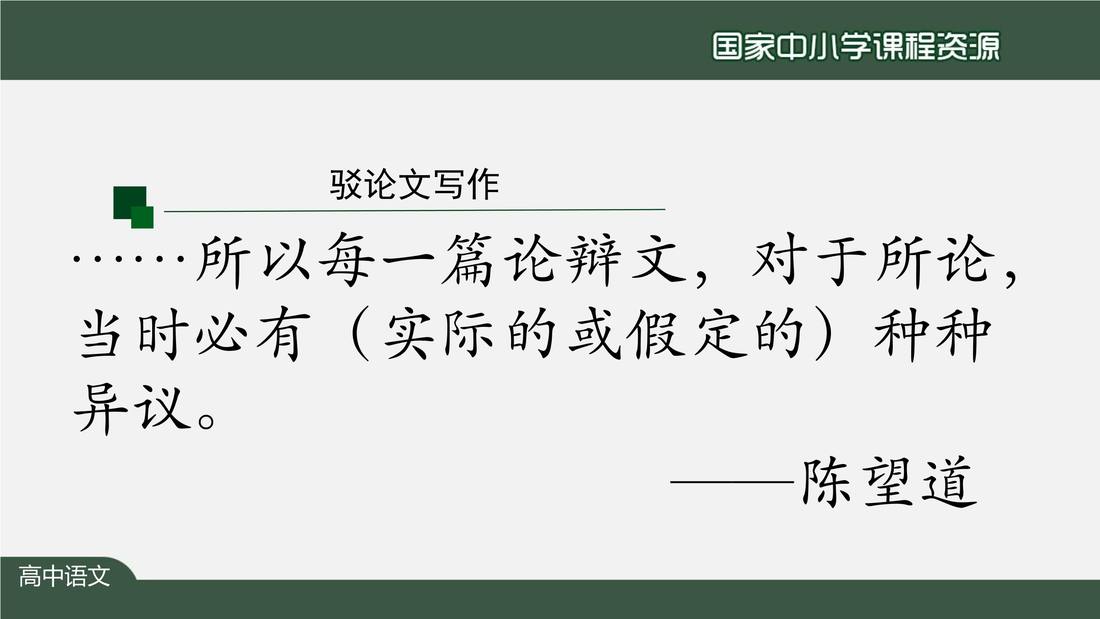 国家中小学课程资源
驳论文写作
……所以每一篇论辩文，对于所论，
当时必有（实际的或假定的）种种
异议。
——陈望道
高中语文